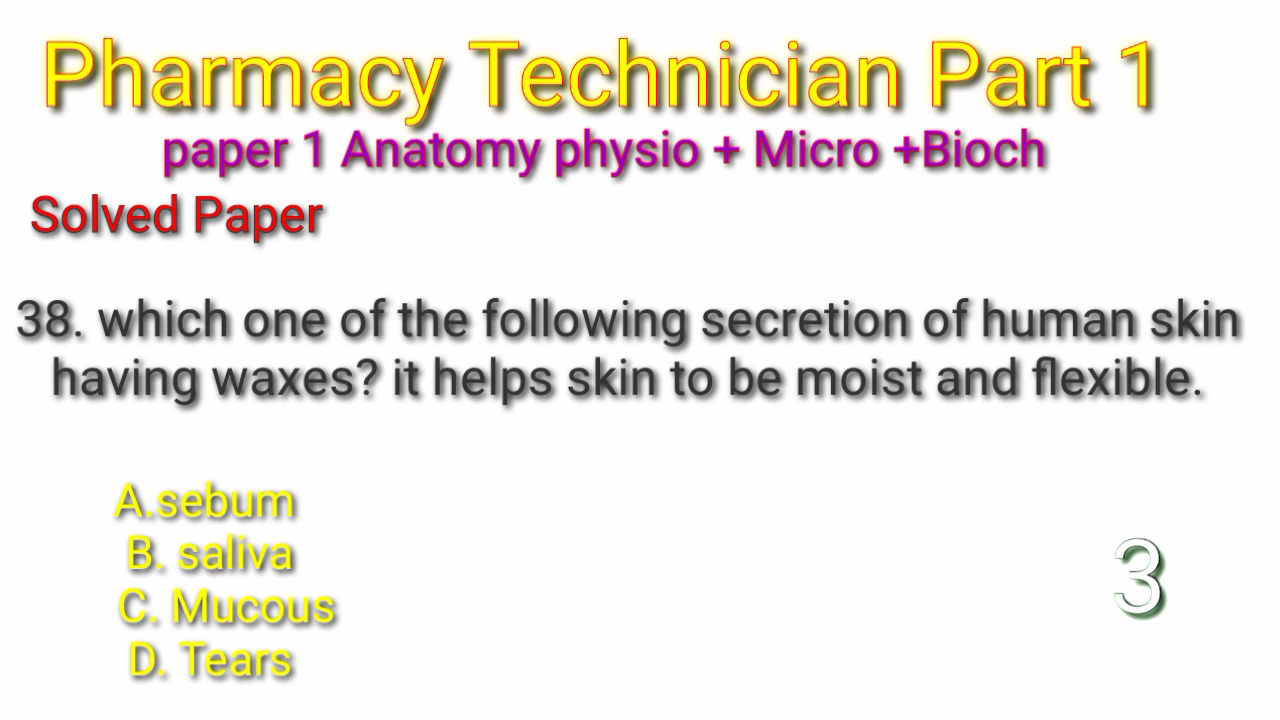 Pharmacy Technician Part 1
paper 1 Anatomy physio + Micro +Bioch
Solved Paper
38. which one of the following secretion of human skin
having waxes? it helps skin to be moist and flexible.
A.sebum
B. saliva
C. Mucous
D. Tears
3